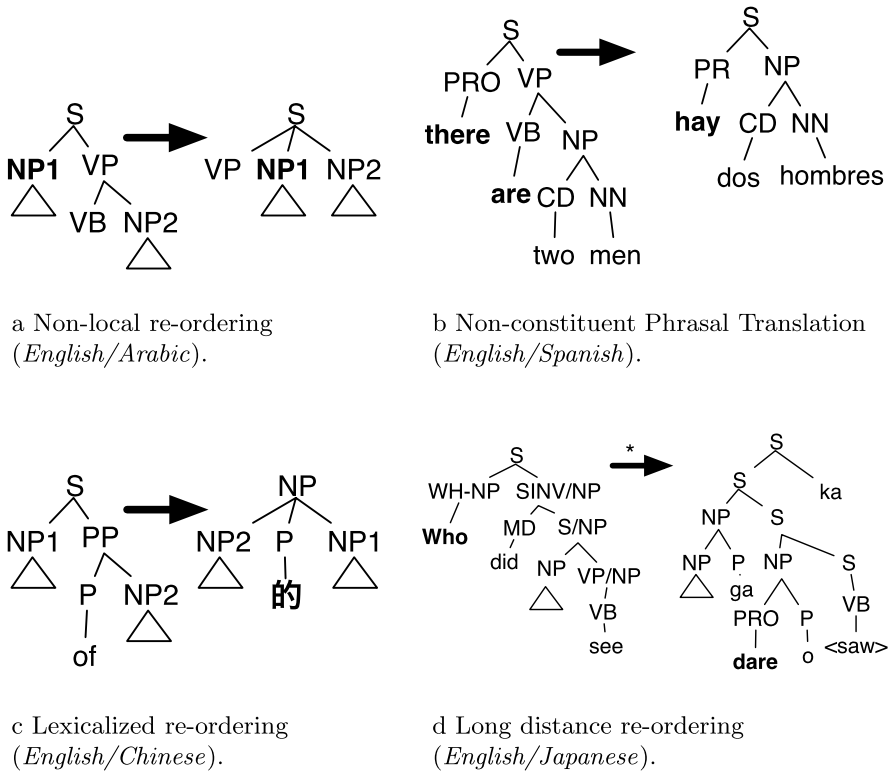 S
NP1 VP
VB NP2
S
VP NP1 NP2
a Non-local re-ordering
(English/Arabic).
S
PRO VP
there VB NP
are CD NN
two men
S
PR NP
hay CD NN
dos hombres
b Non-constituent Phrasal Translation
(English/Spanish).
S
NP1 PP
P NP2
of
NP
NP2 P NP1
的
c Lexicalized re-ordering
(English/Chinese).
S
WH-NP SINV/NP
Who MD S/NP
did NP VP/NP
VB
see
*
S
S ka
NP S
NP P NP S
ga PRO P VB
dare o <saw>
d Long distance re-ordering
(English/Japanese).